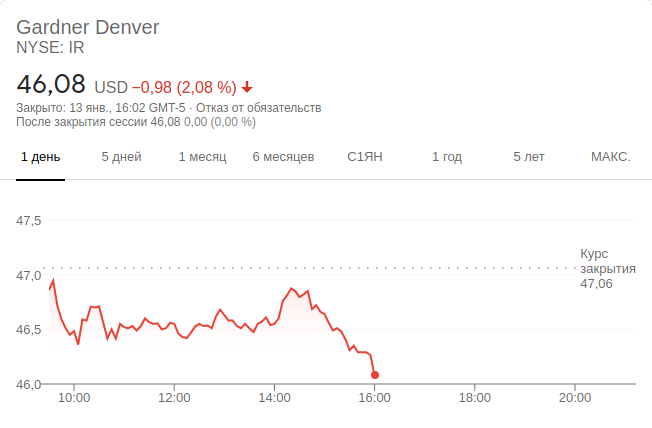 Gardner Denver
NYSE: IR
46,08 USD −0,98 (2,08 %)
Закрыто: 13 янв., 16:02 GMT-5 · Отказ от обязательств
После закрытия сессии 46,08 0,00 (0,00 %)
1 день 5 дней 1 месяц 6 месяцев С1ЯН 1 год 5 лет МАКС.
47,5
Курс
закрытия
47,06
47,0
46,5
46,0
10:00 12:00 14:00 16:00 18:00 20:00